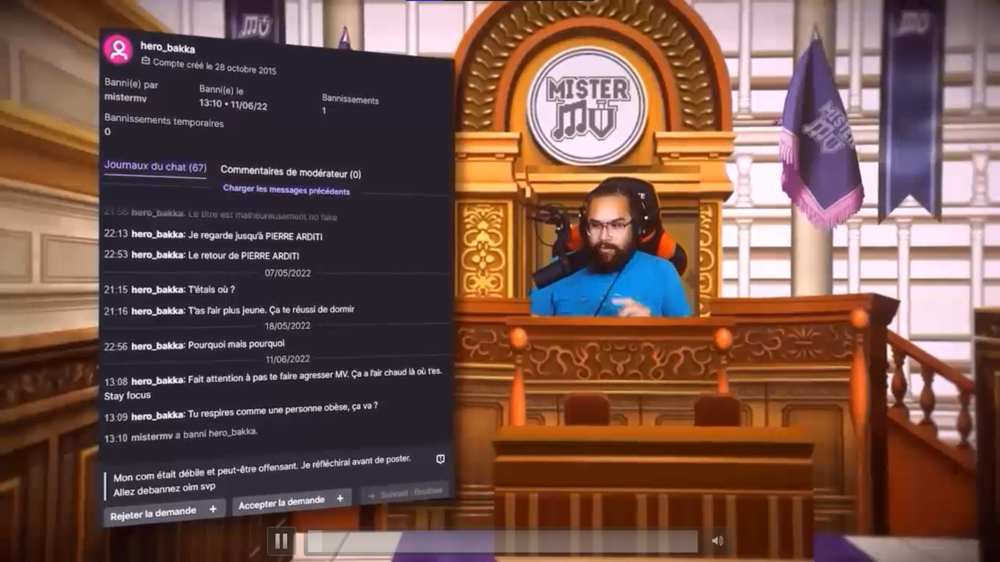 hero_bakka
Compte créé le 28 octobre 2015
Banni(e) par
mistermv
Banni(e) le
13:10 • 11/06/22
Bannissements
1
Bannissements temporaires
0
Journaux du chat (67)
Commentaires de modérateur (0)
Charger les messages précédents
21:56 hero_bakka: Le titre est malheureusement no fake
22:13 hero_bakka: Je regarde jusqu'à PIERRE ARDITI
22:53 hero_bakka: Le retour de PIERRE ARDITI
07/05/2022
21:15 hero_bakka: T'étais où ?
21:16 hero_bakka: T'as l'air plus jeune. Ça te réussi de dormir
18/05/2022
22:56 hero_bakka: Pourquoi mais pourquoi
11/06/2022
13:08 hero_bakka: Fait attention à pas te faire agresser MV. Ça a l'air chaud là où t'es.
Stay focus
13:09 hero_bakka: Tu respires comme une personne obèse, ça va ?
13:10 mistermv a banni hero_bakka.
Mon com était débile et peut-être offensant. Je réfléchirai avant de poster.
Allez debannez oim svp
Rejeter la demande +
Accepter la demande +
→ Suivant : finaliser
MV
MISTER
MV
TE
MISTER
MV
MV